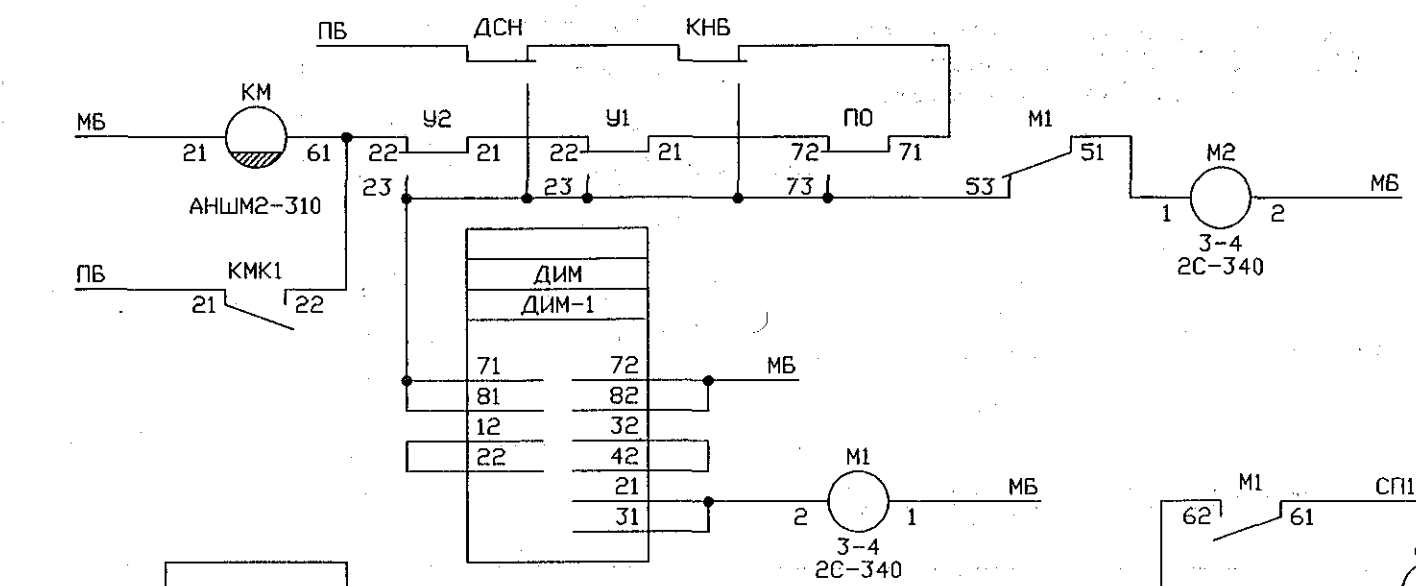 ПБ ДСН КНБ
КМ
МБ У2 У1 ПО М1
21 61 22 21 22 21 72 71 51 М2
23 23 73 53 МБ
АНШМ2-310 1 2
3-4
2С-340
ПБ КМК1 ДИМ
21 22 ДИМ-1
71 72 МБ
81 82
12 32
22 42 М1
21 МБ М1 СП1
31 2 1 62 61
3-4
2С-340